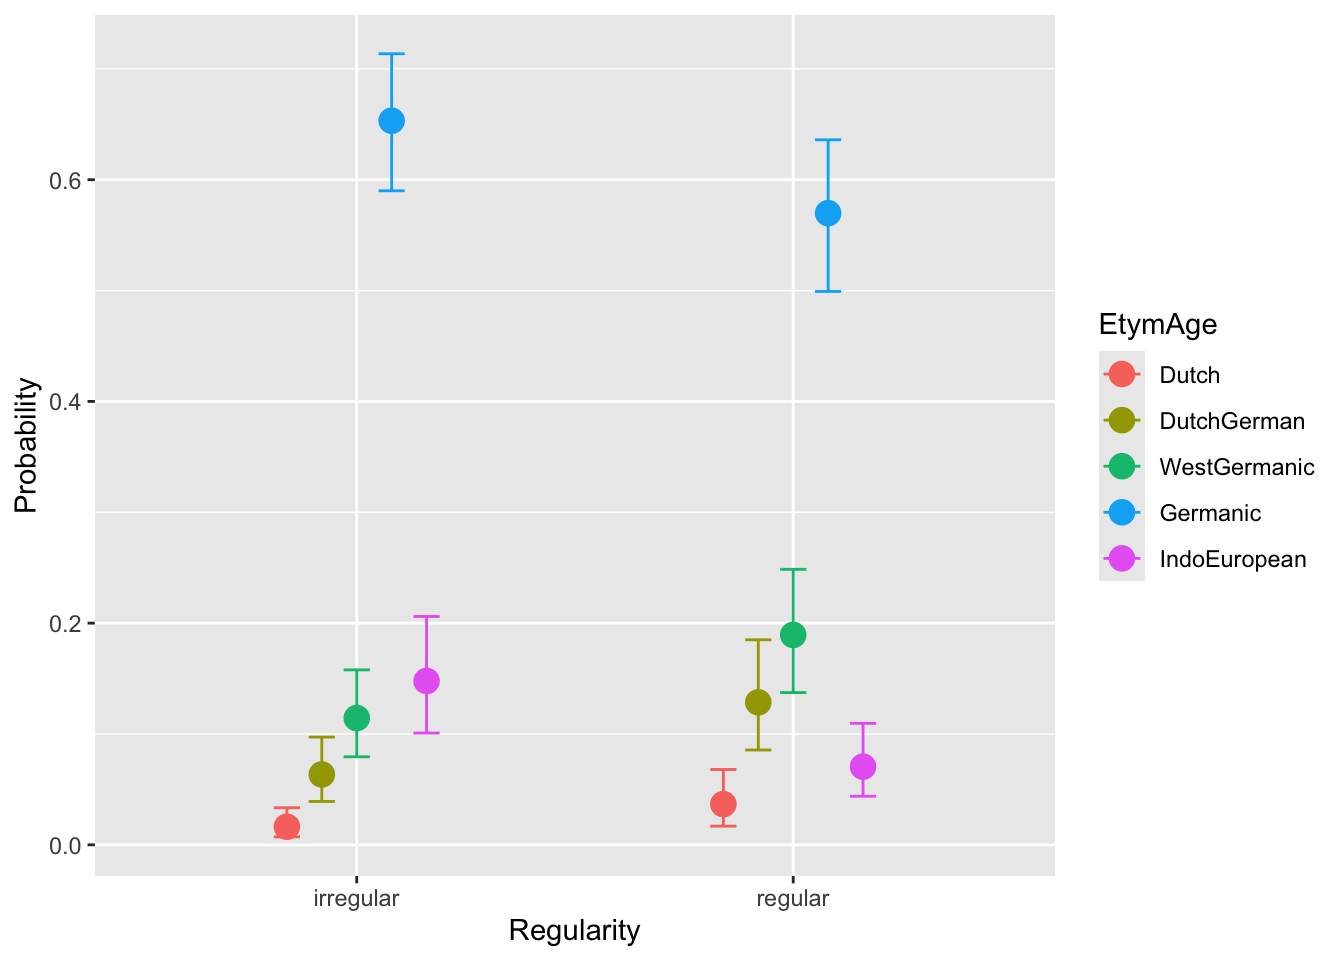 Probability
0.6
0.4
0.2
0.0
irregular
regular
Regularity
EtymAge
Dutch
DutchGerman
WestGermanic
Germanic
IndoEuropean